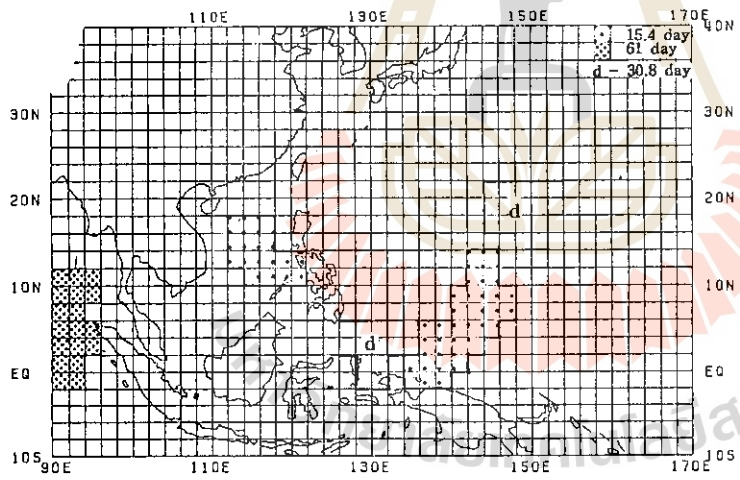 110E 130E 150E 170E
40N
15.4 day
61 day
d - 30.8 day
30N 30N
20N d 20N
10N 10N
d
EQ EQ
10S 10S
90E 110E 130E 150E 170E